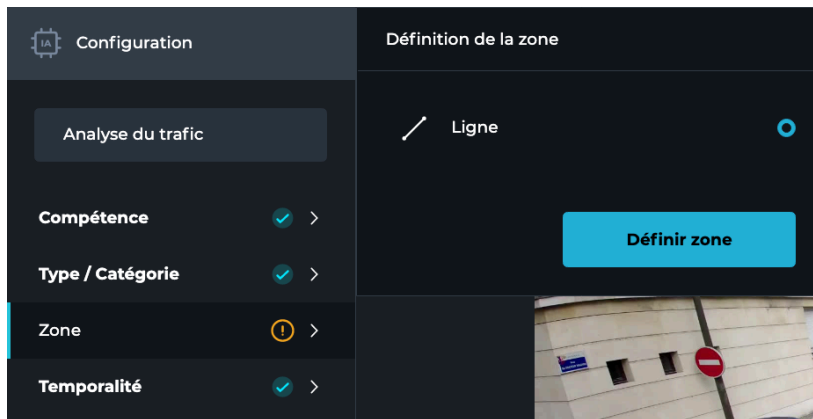 IA
Configuration
Définition de la zone
Analyse du trafic
Ligne
Compétence
Type / Catégorie
Définir zone
Zone
Temporalité